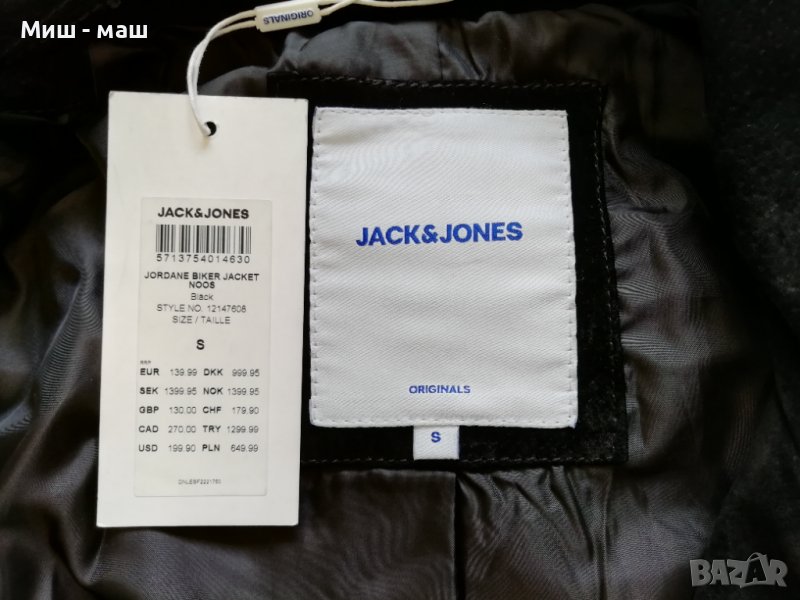 Миш - маш
ORIGINALS
JACK&JONES
5713754014630
JORDANE BIKER JACKET
NOOS
Black
STYLE NO. 12147608
SIZE / TAILLE
S
RRP
EUR 139.99 DKK 999.95
SEK 1399.95 NOK 1399.95
GBP 130.00 CHF 179.90
CAD 270.00 TRY 1299.99
USD 199.90 PLN 649.99
JACK&JONES
ORIGINALS
S
BAZAR